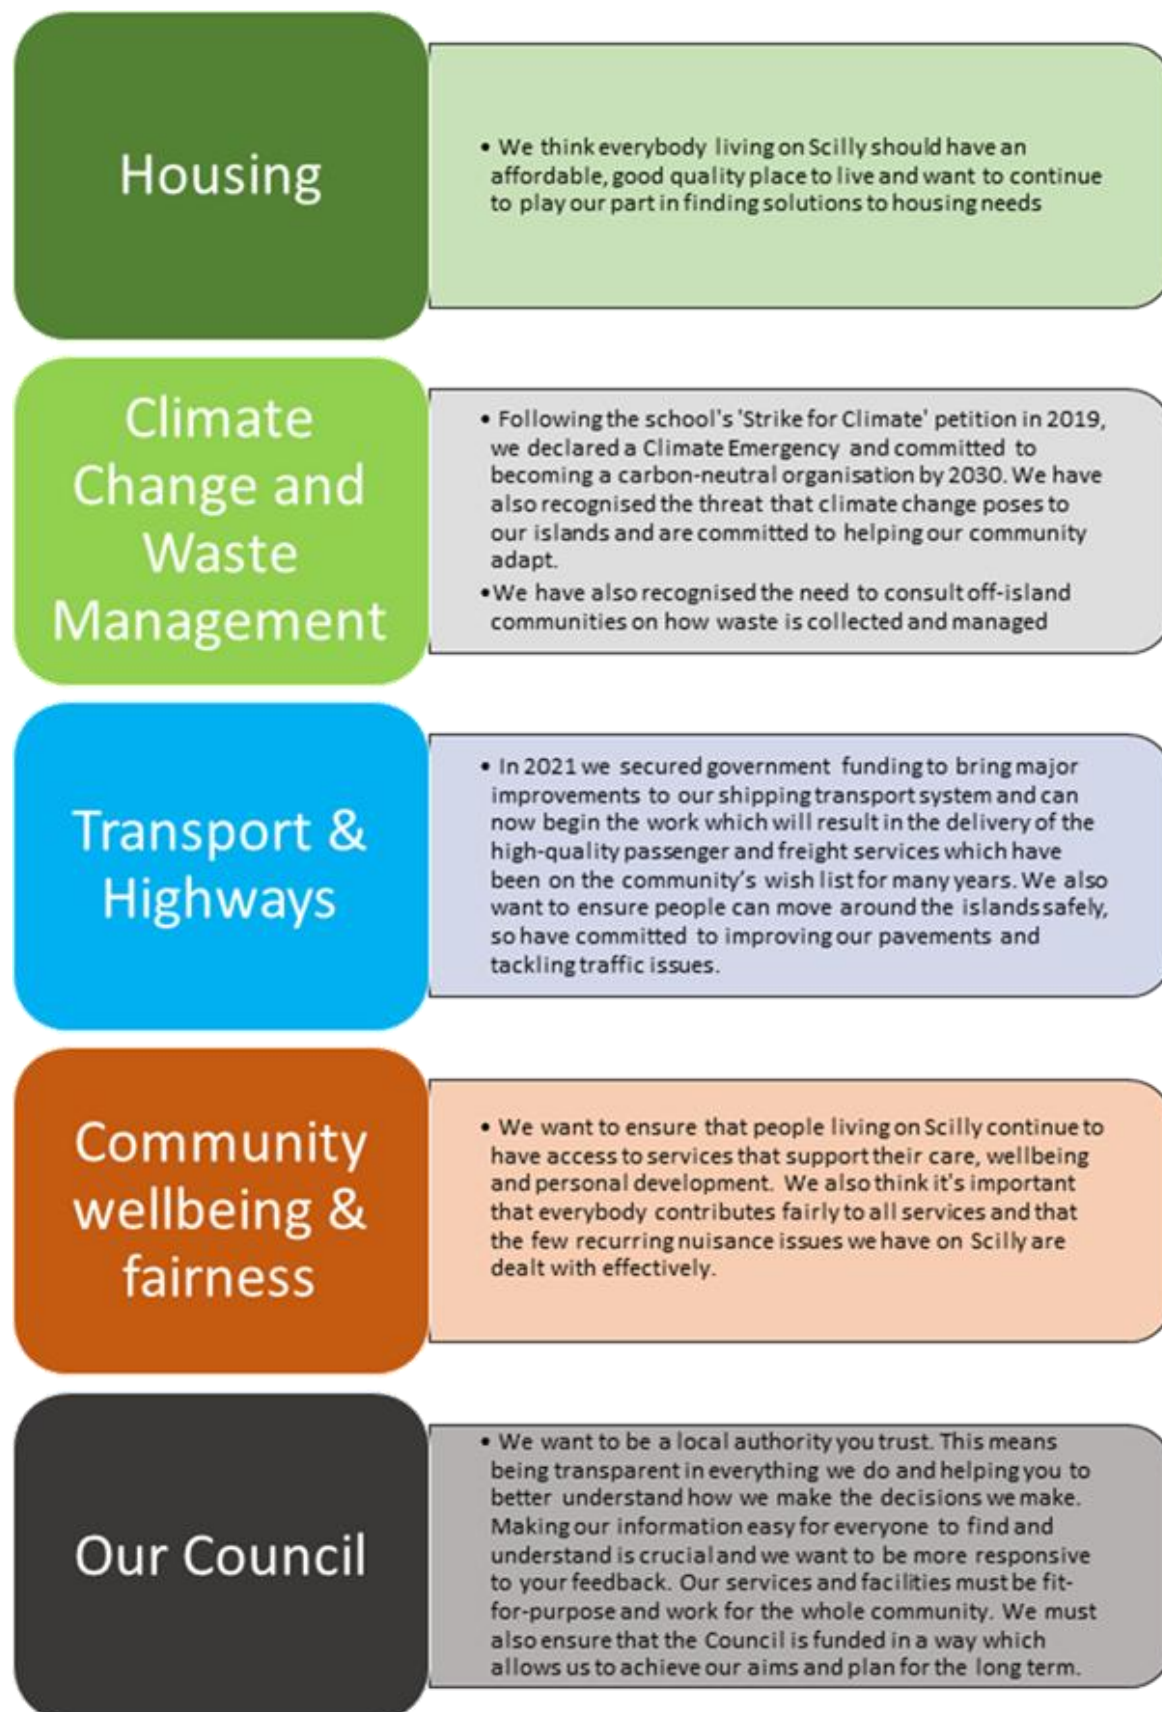 Housing
• We think everybody living on Scilly should have an
affordable, good quality place to live and want to continue
to play our part in finding solutions to housing needs
Climate
Change and
Waste
Management
• Following the school's 'Strike for Climate' petition in 2019,
we declared a Climate Emergency and committed to
becoming a carbon-neutral organisation by 2030. We have
also recognised the threat that climate change poses to
our islands and are committed to helping our community
adapt.
•We have also recognised the need to consult off-island
communities on how waste is collected and managed
Transport &
Highways
• In 2021 we secured government funding to bring major
improvements to our shipping transport system and can
now begin the work which will result in the delivery of the
high-quality passenger and freight services which have
been on the community’s wish list for many years. We also
want to ensure people can move around the islands safely,
so have committed to improving our pavements and
tackling traffic issues.
Community
wellbeing &
fairness
• We want to ensure that people living on Scilly continue to
have access to services that support their care, wellbeing
and personal development. We also think it's important
that everybody contributes fairly to all services and that
the few recurring nuisance issues we have on Scilly are
dealt with effectively.
Our Council
• We want to be a local authority you trust. This means
being transparent in everything we do and helping you to
better understand how we make the decisions we make.
Making our information easy for everyone to find and
understand is crucial and we want to be more responsive
to your feedback. Our services and facilities must be fit-
for-purpose and work for the whole community. We must
also ensure that the Council is funded in a way which
allows us to achieve our aims and plan for the long term.